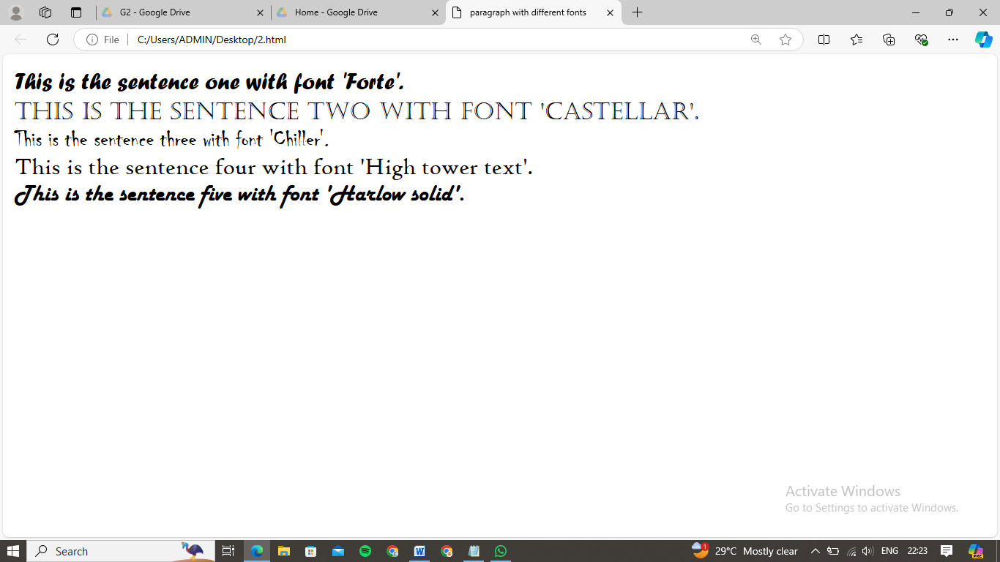 G2 - Google Drive
Home - Google Drive
paragraph with different fonts
File
C:/Users/ADMIN/Desktop/2.html
This is the sentence one with font 'Forte'.
THIS IS THE SENTENCE TWO WITH FONT 'CASTELLAR'.
This is the sentence three with font 'Chiller'.
This is the sentence four with font 'High tower text'.
This is the sentence five with font 'Harlow solid'.
Activate Windows
Go to Settings to activate Windows.
Search
W
1
29°C Mostly clear
ENG
22:23
PRE